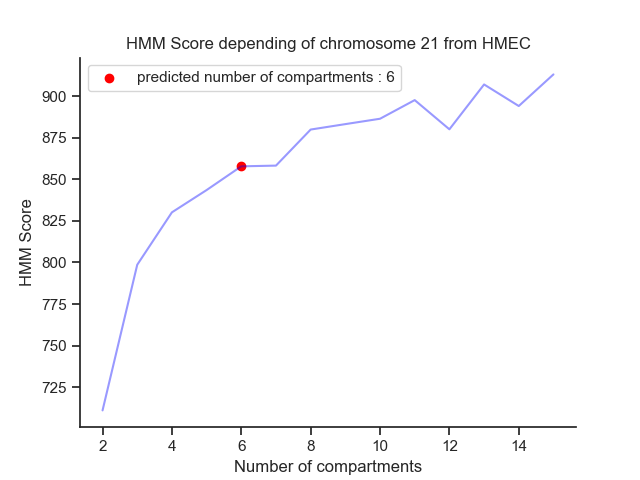 HMM Score depending of chromosome 21 from HMEC
predicted number of compartments : 6
HMM Score
900
875
850
825
800
775
750
725
2 4 6 8 10 12 14
Number of compartments